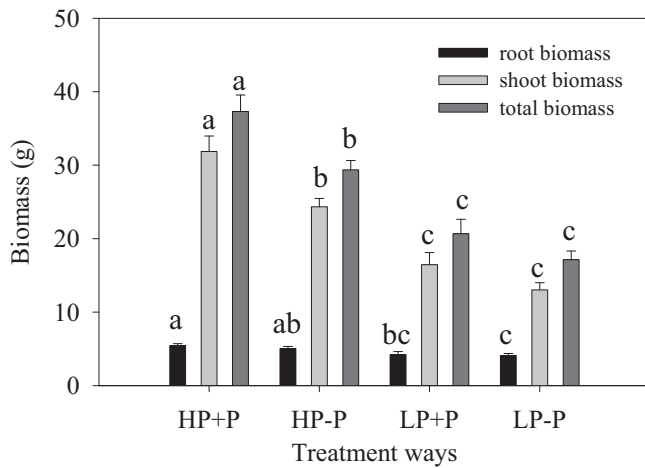 50
40
30
20
10
0
Biomass (g)
root biomass
shoot biomass
total biomass
a
a
a
ab
b
b
bc
c
c
c
c
c
HP+P
HP-P
LP+P
LP-P
Treatment ways